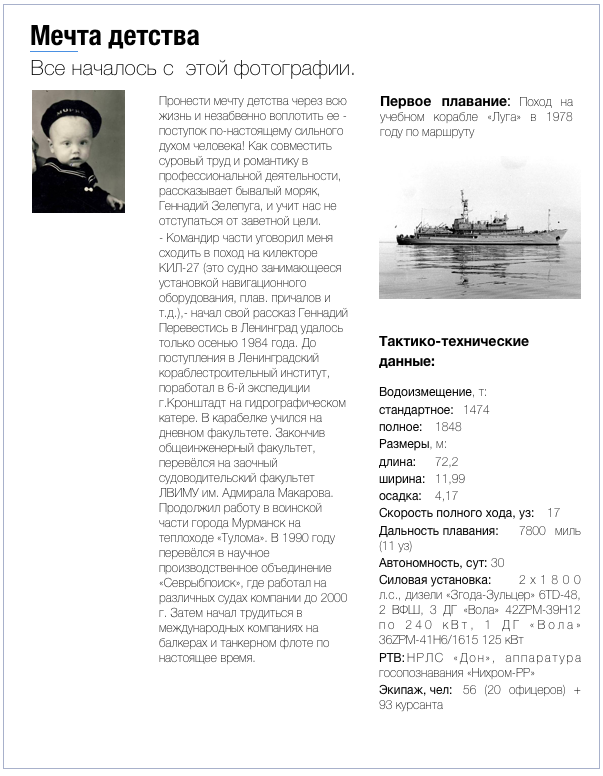 Мечта детства
Все началось с этой фотографии.
Пронести мечту детства через всю
жизнь и незабвенно воплотить ее -
поступок по-настоящему сильного
духом человека! Как совместить
суровый труд и романтику в
профессиональной деятельности,
рассказывает бывалый моряк,
Геннадий Зелепуга, и учит нас не
отступаться от заветной цели.
- Командир части уговорил меня
сходить в поход на килекторе
КИЛ-27 (это судно занимающееся
установкой навигационного
оборудования, плав. причалов и
т.д.),- начал свой рассказ Геннадий
Перевестись в Ленинград удалось
только осенью 1984 года. До
поступления в Ленинградский
кораблестроительный институт,
поработал в 6-й экспедиции
г.Кронштадт на гидрографическом
катере. В карабелке учился на
дневном факультете. Закончив
общеинженерный факультет,
перевёлся на заочный
судоводительский факультет
ЛВИМУ им. Адмирала Макарова.
Продолжил работу в воинской
части города Мурманск на
теплоходе «Тулома». В 1990 году
перевёлся в научное
производственное объединение
«Севрыбпоиск», где работал на
различных судах компании до 2000
г. Затем начал трудиться в
международных компаниях на
балкерах и танкерном флоте по
настоящее время.
Первое плавание: Поход на
учебном корабле «Луга» в 1978
году по маршруту
Тактико-технические
данные:
Водоизмещение, т:
стандартное: 1474
полное: 1848
Размеры, м:
длина: 72,2
ширина: 11,99
осадка: 4,17
Скорость полного хода, уз: 17
Дальность плавания: 7800 миль
(11 уз)
Автономность, сут: 30
Силовая установка: 2х1800
л.с., дизели «Згода-Зульцер» 6TD-48,
2 ВФШ, 3 ДГ «Вола» 42ZPM-39H12
по 240 кВт, 1 ДГ «Вола»
36ZPM-41H6/1615 125 кВт
РТВ: НРЛС «Дон», аппаратура
госопознавания «Нихром-РР»
Экипаж, чел: 56 (20 офицеров) +
93 курсанта